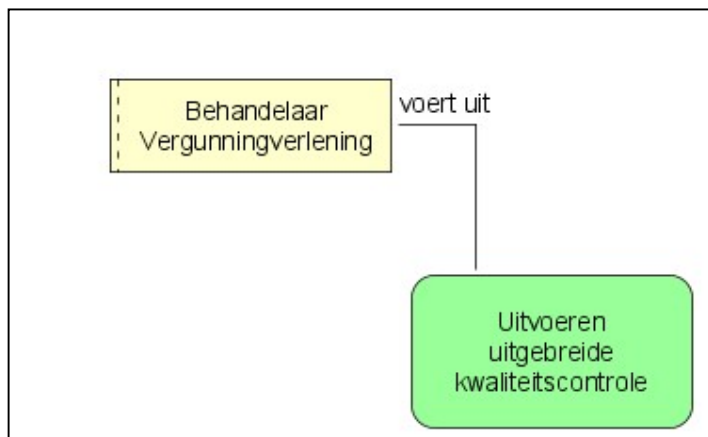 Behandelaar
Vergunningverlening
voert uit
Uitvoeren
uitgebreide
kwaliteitscontrole